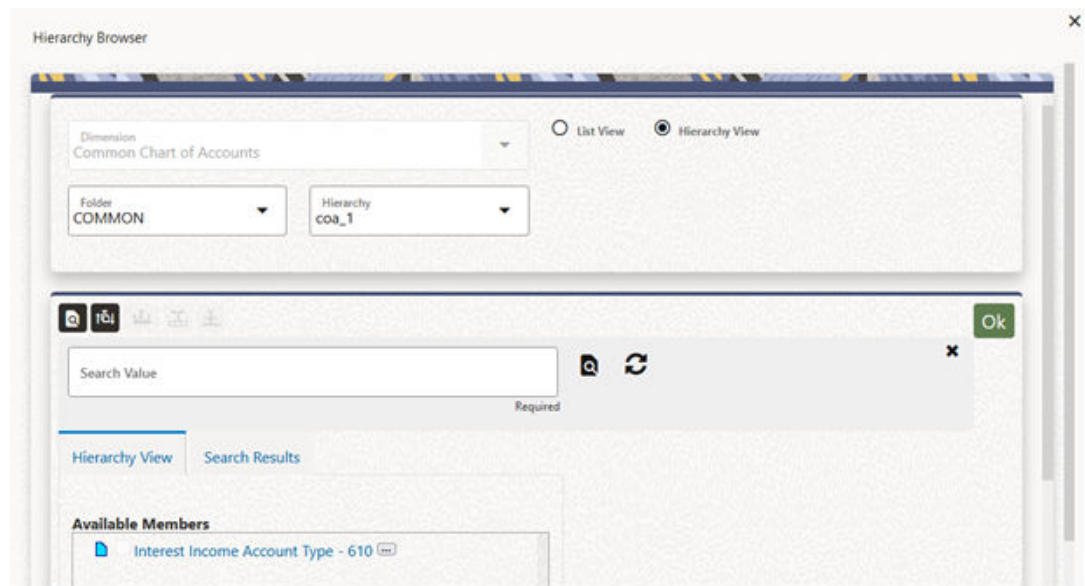 Hierarchy Browser
Dimension
Common Chart of Accounts
List View
Hierarchy View
Folder
COMMON
Hierarchy
coa_1
Ok
Search Value
Required
Hierarchy View
Search Results
Available Members
Interest Income Account Type - 610